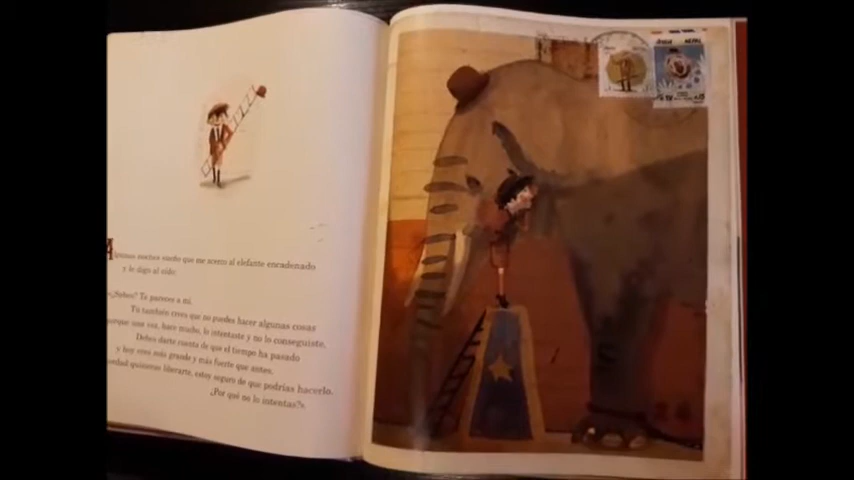 Algunas noches sueño que me acerco al elefante encadenado
y le digo al oído:
«¿Sabes? Te pareces a mí.
Tú también crees que no puedes hacer algunas cosas
porque una vez, hace mucho, lo intentaste y no lo conseguiste.
Debes darte cuenta de que el tiempo ha pasado
y hoy eres más grande y más fuerte que antes.
verdad quisieras liberarte, estoy seguro de que podrías hacerlo.
¿Por qué no lo intentas?»